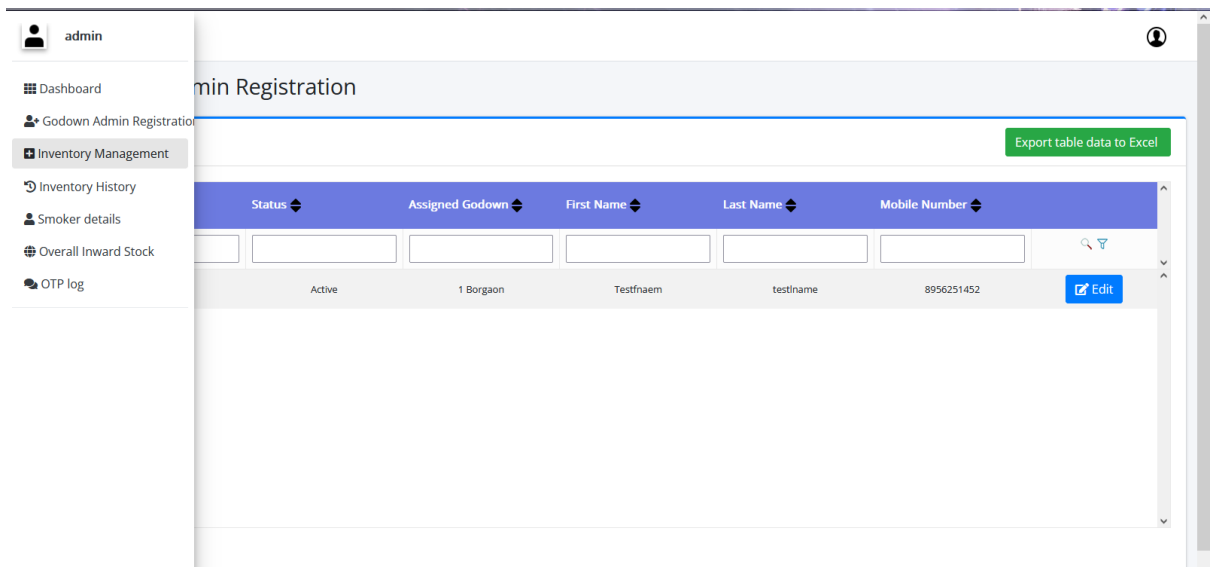 admin
Dashboard
Godown Admin Registration
Inventory Management
Inventory History
Smoker details
Overall Inward Stock
OTP log
min Registration
Export table data to Excel
Status Assigned Godown First Name Last Name Mobile Number
Active 1 Borgaon Testfnaem testlname 8956251452 Edit